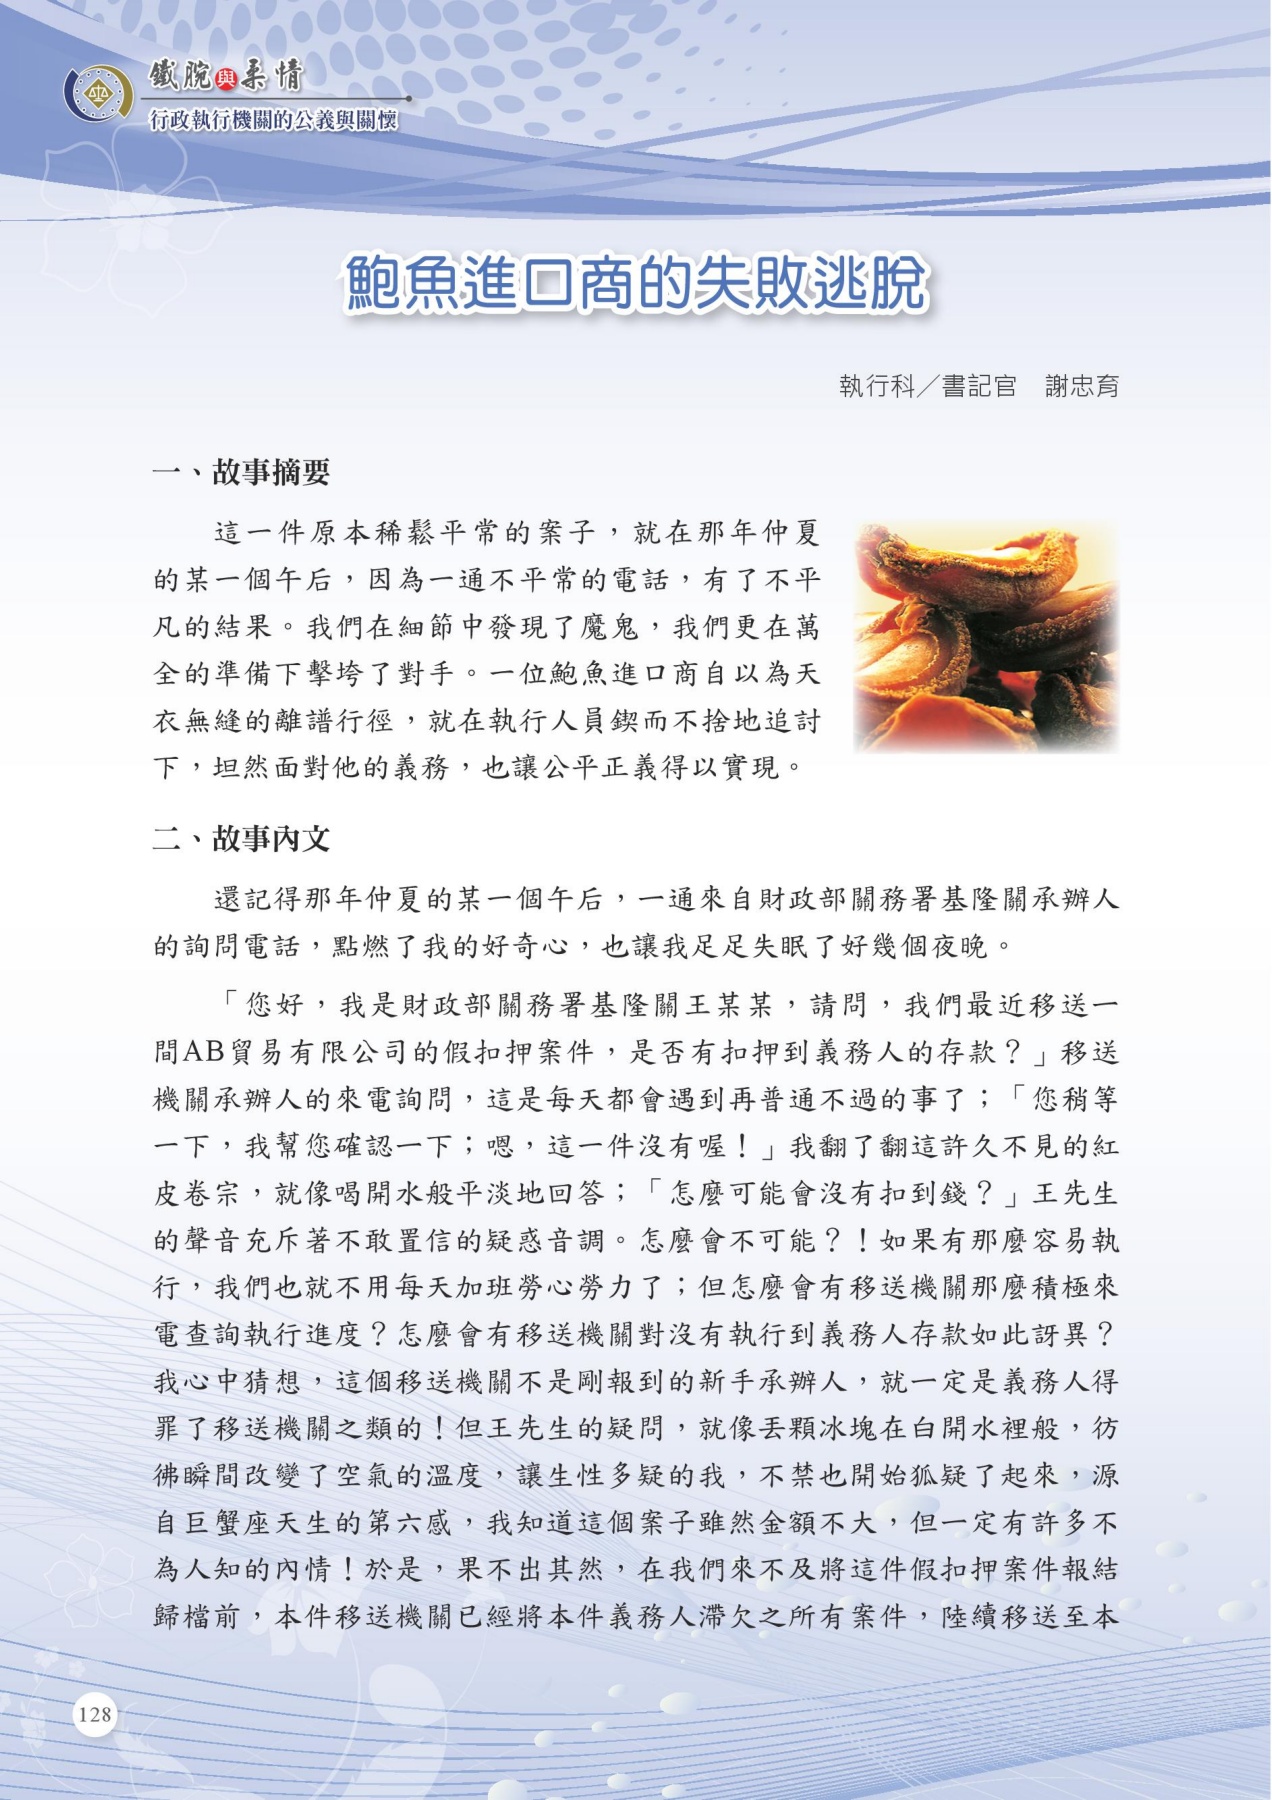 鐵腕與柔情
行政執行機關的公義與關懷
鮑魚進口商的失敗逃脫
執行科／書記官　謝忠育
一、故事摘要
這一件原本稀鬆平常的案子，就在那年仲夏
的某一個午后，因為一通不平常的電話，有了不平
凡的結果。我們在細節中發現了魔鬼，我們更在萬
全的準備下擊垮了對手。一位鮑魚進口商自以為天
衣無縫的離譜行徑，就在執行人員鍥而不捨地追討
下，坦然面對他的義務，也讓公平正義得以實現。
二、故事內文
還記得那年仲夏的某一個午后，一通來自財政部關務署基隆關承辦人
的詢問電話，點燃了我的好奇心，也讓我足足失眠了好幾個夜晚。
「您好，我是財政部關務署基隆關王某某，請問，我們最近移送一
間AB貿易有限公司的假扣押案件，是否有扣押到義務人的存款？」移送
機關承辦人的來電詢問，這是每天都會遇到再普通不過的事了；「您稍等
一下，我幫您確認一下；嗯，這一件沒有喔！」我翻了翻這許久不見的紅
皮卷宗，就像喝開水般平淡地回答；「怎麼可能會沒有扣到錢？」王先生
的聲音充斥著不敢置信的疑惑音調。怎麼會不可能？！如果有那麼容易執
行，我們也就不用每天加班勞心勞力了；但怎麼會有移送機關那麼積極來
電查詢執行進度？怎麼會有移送機關對沒有執行到義務人存款如此訝異？
我心中猜想，這個移送機關不是剛報到的新手承辦人，就一定是義務人得
罪了移送機關之類的！但王先生的疑問，就像丟顆冰塊在白開水裡般，彷
彿瞬間改變了空氣的溫度，讓生性多疑的我，不禁也開始狐疑了起來，源
自巨蟹座天生的第六感，我知道這個案子雖然金額不大，但一定有許多不
為人知的內情！於是，果不出其然，在我們來不及將這件假扣押案件報結
歸檔前，本件移送機關已經將本件義務人滯欠之所有案件，陸續移送至本
128